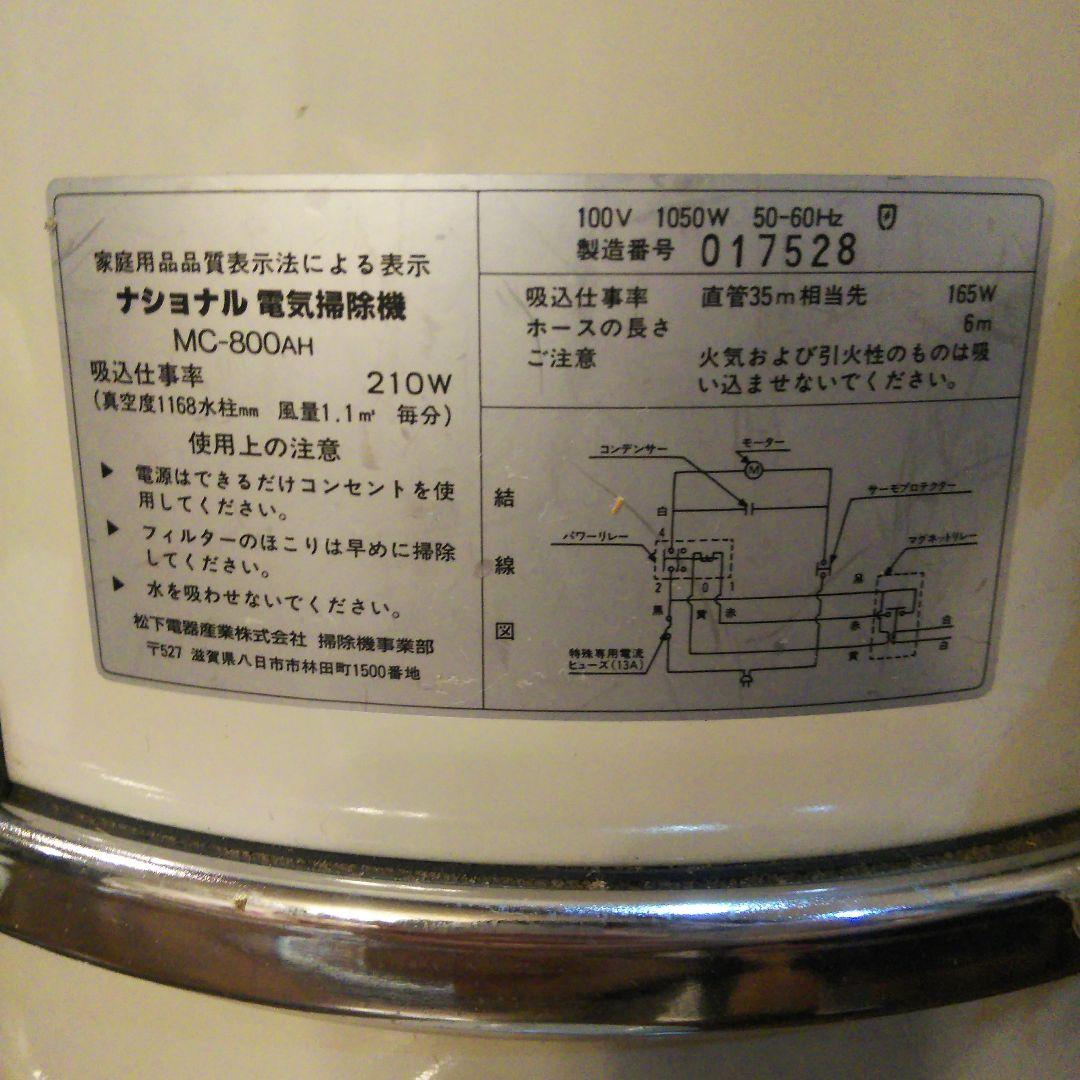 家庭用品品質表示法による表示
ナショナル 電気掃除機
MC-800AH
吸込仕事率 210W
(真空度1168水柱mm 風量1.1m³ 毎分)
使用上の注意
▶ 電源はできるだけコンセントを使
用してください。
▶ フィルターのほこりは早めに掃除
してください。
▶ 水を吸わせないでください。
松下電器産業株式会社 掃除機事業部
〒527 滋賀県八日市市林田町1500番地
100V 1050W 50-60Hz
製造番号 017528
吸込仕事率 直管35m相当先 165W
ホースの長さ 6m
ご注意 火気および引火性のものは吸
い込ませないでください。
結線図
コンデンサー
モーター
M
サーモプロテクター
白
4
パワーリレー
マグネットリレー
2 0 1
黒 黄 赤
赤
白
黄
白
特殊専用電流
ヒューズ(13A)